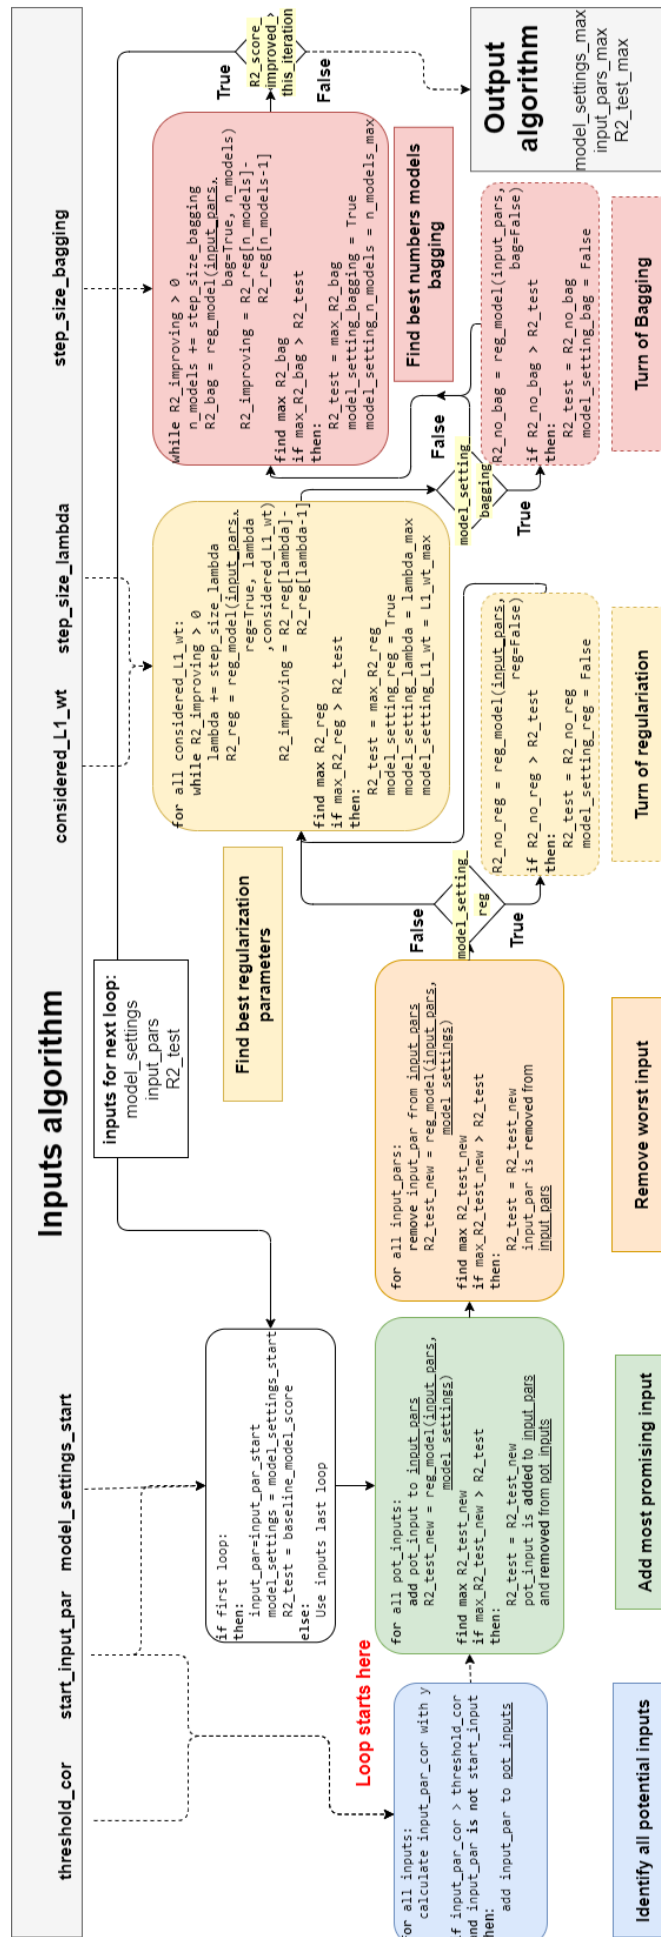 Inputs algorithm
threshold_cor
start_input_par
model_settings_start
considered_L1_wt
step_size_lambda
step_size_bagging
inputs for next loop:
model_settings
input_pars
R2_test
if first loop:
then:
input_par=input_par_start
model_settings = model_settings_start
R2_test = baseline_model_score
else:
Use inputs last loop
Loop starts here
for all inputs:
calculate input_par_cor with y
if input_par_cor > threshold_cor
and input_par is not start_input
then:
add input_par to pot_inputs
Identify all potential inputs
for all pot_inputs:
add pot_input to input_pars
R2_test_new = reg_model(input_pars,
model_settings)
find max R2_test_new
if max_R2_test_new > R2_test
then:
R2_test = R2_test_new
pot_input is added to input_pars
and removed from pot_inputs
Add most promising input
for all input_pars:
remove input_par from input_pars
R2_test_new = reg_model(input_pars,
model_settings)
find max R2_test_new
if max_R2_test_new > R2_test
then:
R2_test = R2_test_new
input_par is removed from
input_pars
Remove worst input
model_setting_
reg
False
True
Find best regularization
parameters
for all considered_L1_wt:
while R2_improving > 0
lambda += step_size_lambda
R2_reg = reg_model(input_pars,
reg=True, lambda
,considered_L1_wt)
R2_improving = R2_reg[lambda]-
R2_reg[lambda-1]
find max R2_reg
if max_R2_reg > R2_test
then:
R2_test = max_R2_reg
model_setting_reg = True
model_setting_lambda = lambda_max
model_setting_L1_wt = L1_wt_max
R2_no_reg = reg_model(input_pars,
reg=False)
if R2_no_reg > R2_test
then:
R2_test = R2_no_reg
model_setting_reg = False
Turn of regulariation
model_setting_
bagging
False
True
while R2_improving > 0
n_models += step_size_bagging
R2_bag = reg_model(input_pars,
bag=True, n_models)
R2_improving = R2_reg[n_models]-
R2_reg[n_models-1]
find max R2_bag
if max_R2_bag > R2_test
then:
R2_test = max_R2_bag
model_setting_bagging = True
model_setting_n_models = n_models_max
Find best numbers models
bagging
R2_no_bag = reg_model(input_pars,
bag=False)
if R2_no_bag > R2_test
then:
R2_test = R2_no_bag
model_setting_bag = False
Turn of Bagging
True
R2_score_
improved_
this_iteration
False
Output
algorithm
model_settings_max
input_pars_max
R2_test_max